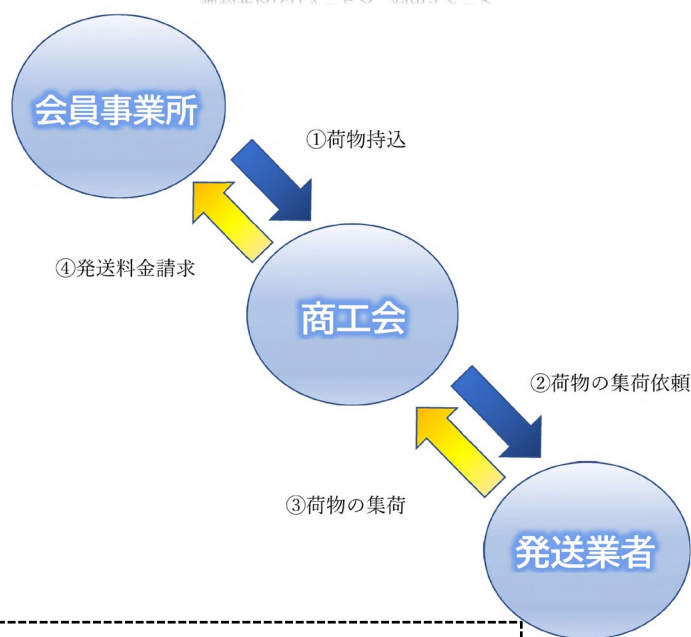 会員事業所
①荷物持込
④発送料金請求
商工会
②荷物の集荷依頼
③荷物の集荷
発送業者